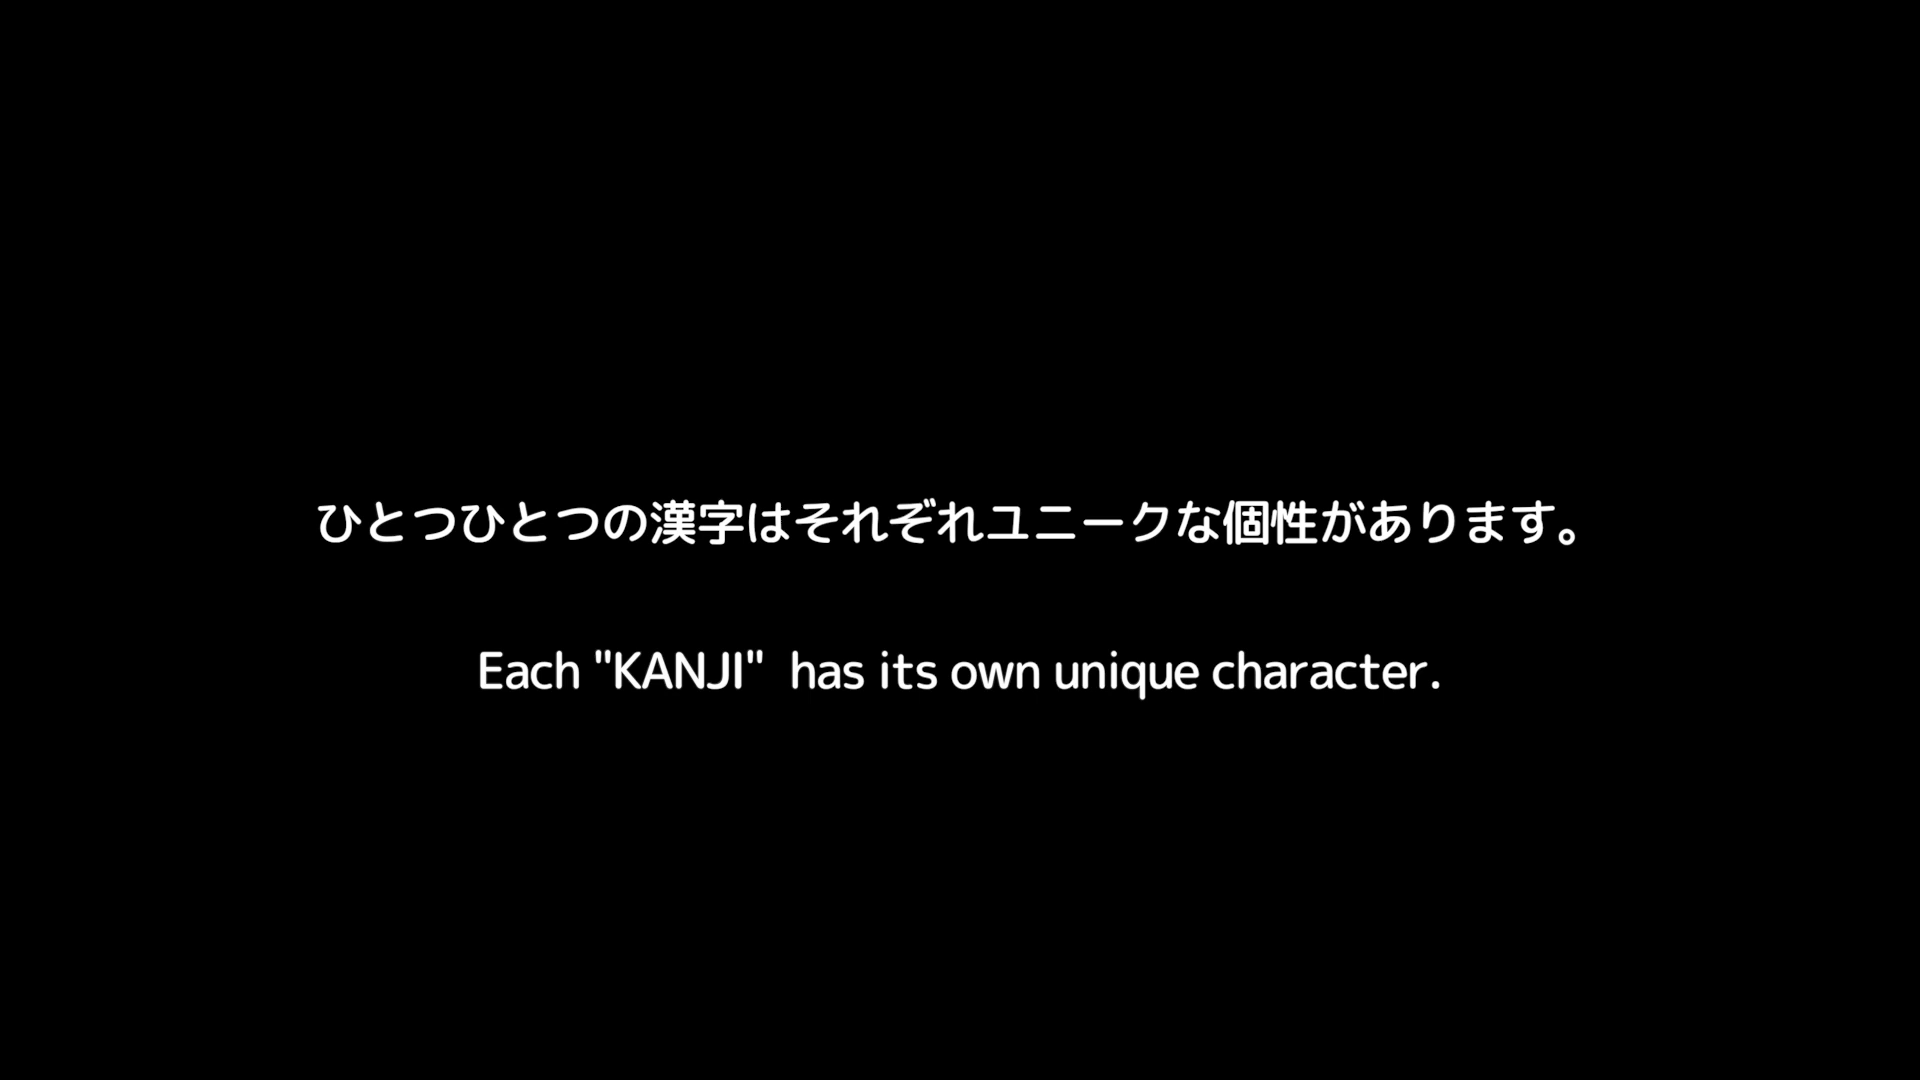 ひとつひとつの漢字はそれぞれユニークな個性があります。
Each "KANJI"  has its own unique character.